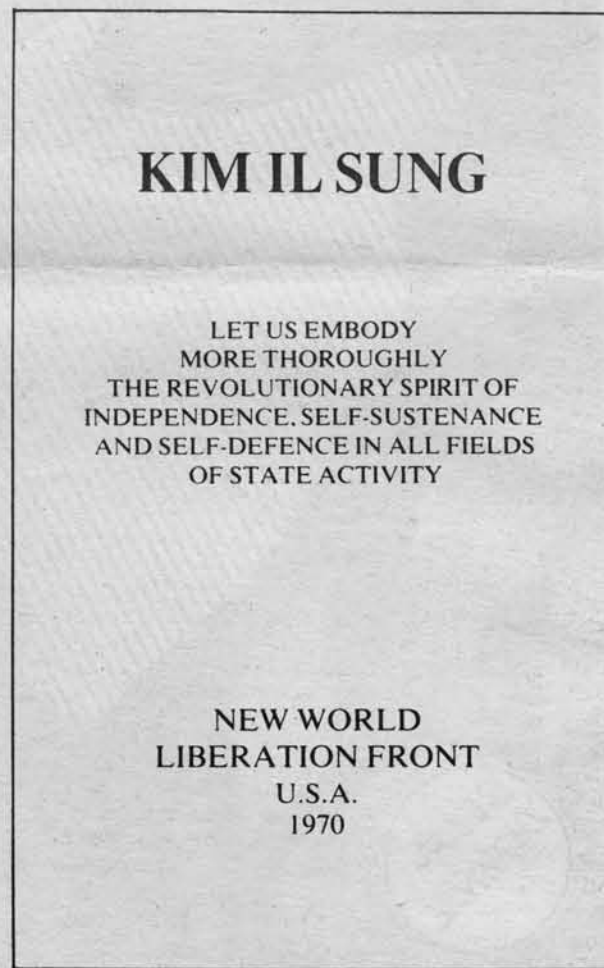 KIM IL SUNG
LET US EMBODY
MORE THOROUGHLY
THE REVOLUTIONARY SPIRIT OF
INDEPENDENCE, SELF-SUSTENANCE
AND SELF-DEFENCE IN ALL FIELDS
OF STATE ACTIVITY
NEW WORLD
LIBERATION FRONT
U.S.A.
1970